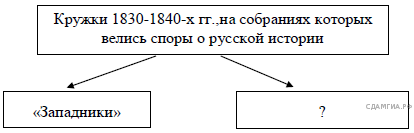 Кружки 1830-1840-х гг.,на собраниях которых
велись споры о русской истории
«Западники»
?
СДАМГИА.РФ